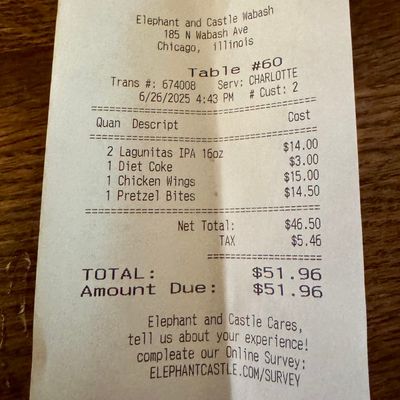 Elephant and Castle Wabash
185 N Wabash Ave
Chicago, illinois
Table #60
Trans #: 674008 Serv: CHARLOTTE
6/26/2025 4:43 PM # Cust: 2
Quan Descript Cost
2 Lagunitas IPA 16oz $14.00
1 Diet Coke $3.00
1 Chicken Wings $15.00
1 Pretzel Bites $14.50
Net Total: $46.50
TAX $5.46
TOTAL: $51.96
Amount Due: $51.96
Elephant and Castle Cares,
tell us about your experience!
compleate our Online Survey:
ELEPHANTCASTLE.COM/SURVEY